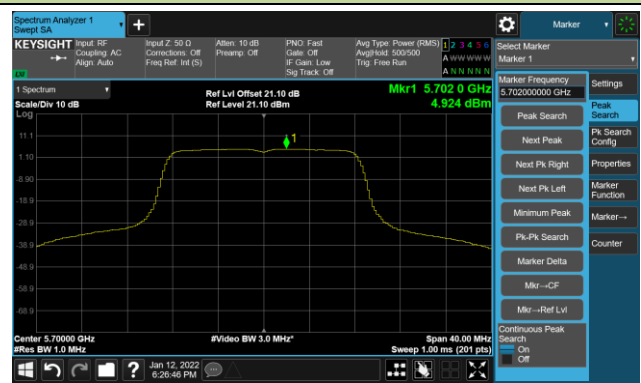 Spectrum Analyzer 1
Swept SA
Marker
KEYSIGHT
Input: RF
Coupling: AC
Align: Auto
Input Z: 50 Ω
Corrections: Off
Freq Ref: Int (S)
Atten: 10 dB
Preamp: Off
PNO: Fast
Gate: Off
IF Gain: Low
Sig Track: Off
Avg Type: Power (RMS)
Avg|Hold: 500/500
Trig: Free Run
1 2 3 4 5 6
A W W W W W
A N N N N N
Select Marker
Marker 1
1 Spectrum
Scale/Div 10 dB
Log
Ref Lvl Offset 21.10 dB
Ref Level 21.10 dBm
Mkr1 5.702 0 GHz
4.924 dBm
1
11.1
1.10
-8.90
-18.9
-28.9
-38.9
-48.9
-58.9
-68.9
Center 5.70000 GHz
#Res BW 1.0 MHz
#Video BW 3.0 MHz*
Span 40.00 MHz
Sweep 1.00 ms (201 pts)
Marker Frequency
5.702000000 GHz
Peak Search
Next Peak
Next Pk Right
Next Pk Left
Minimum Peak
Pk-Pk Search
Marker Delta
Mkr→CF
Mkr→Ref Lvl
Continuous Peak
Search
On
Off
Settings
Peak
Search
Pk Search
Config
Properties
Marker
Function
Marker→
Counter
?
Jan 12, 2022
6:26:46 PM